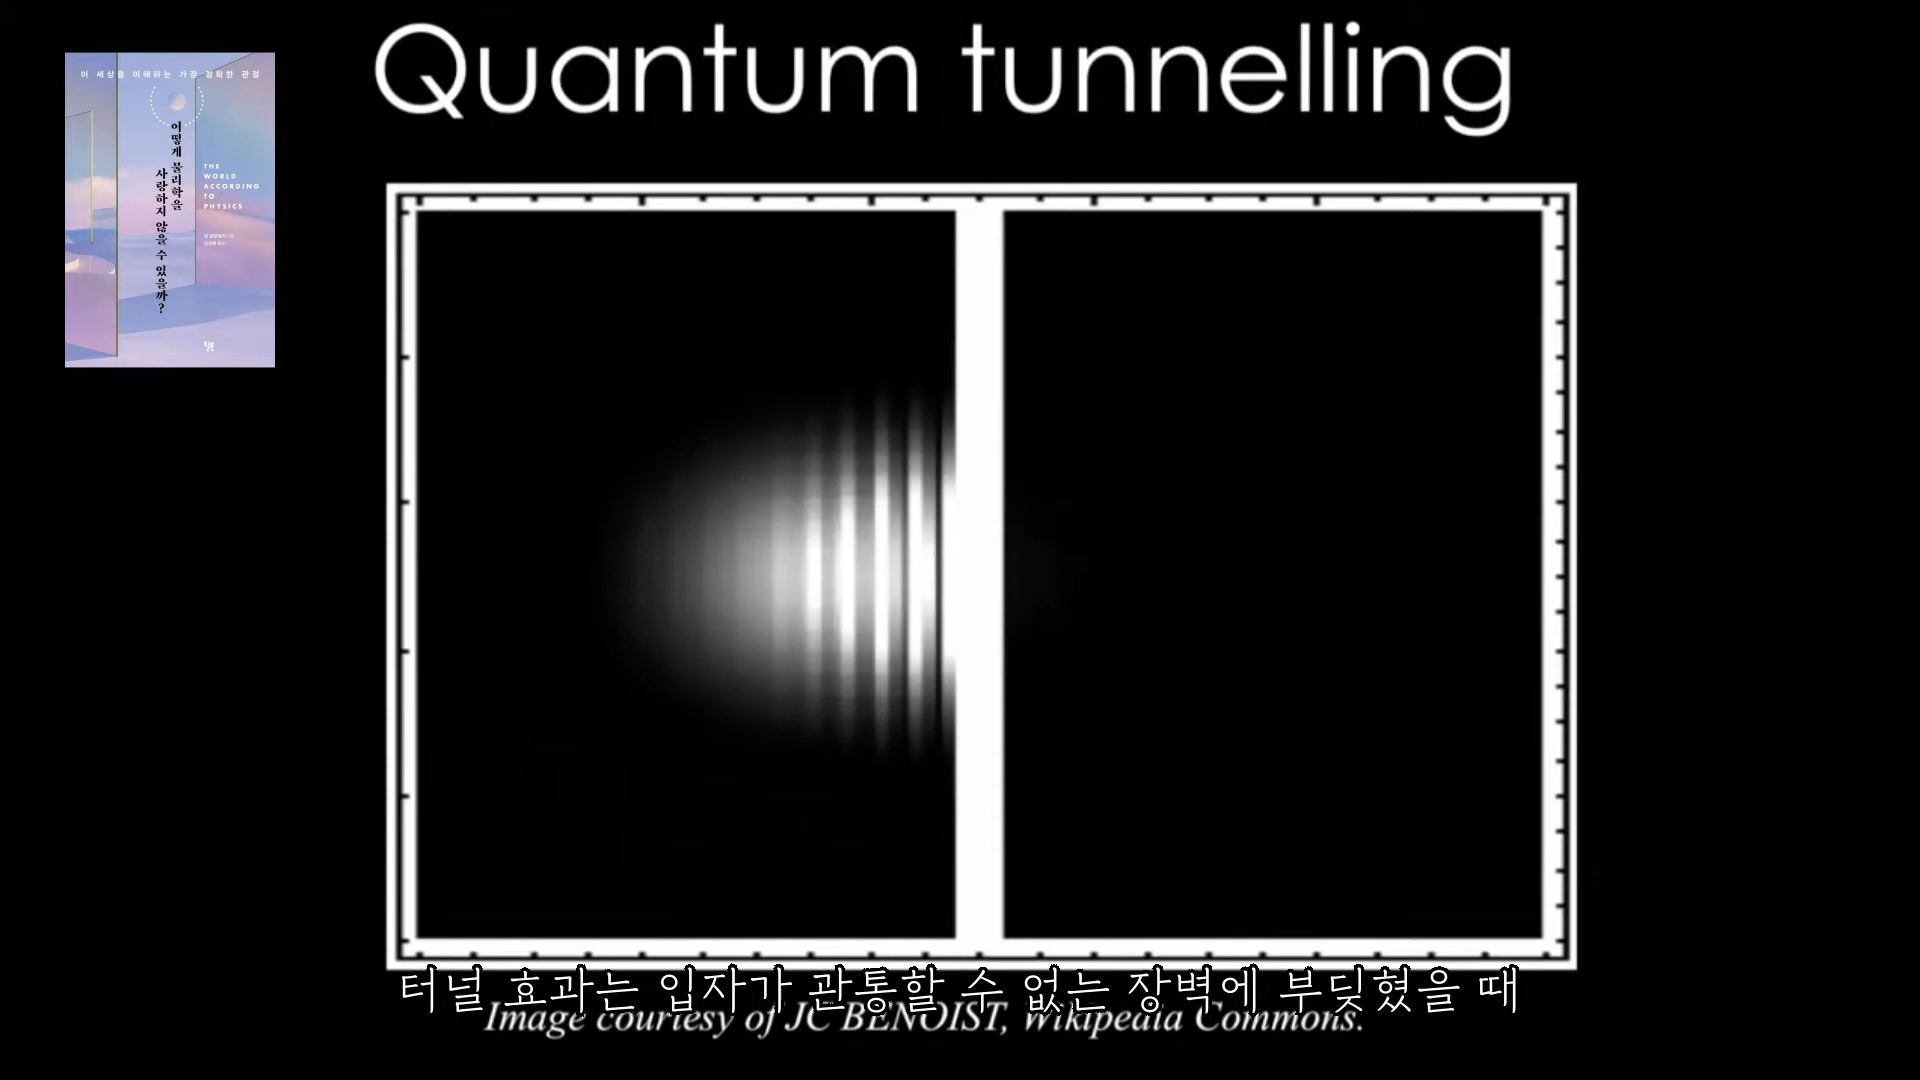 Quantum tunnelling
이 세상을 이해하는 가장 정확한 관점
어떻게 물리학을
사랑하지 않을 수 있을까?
THE
WORLD
ACCORDING
TO
PHYSICS
터널 효과는 입자가 관통할 수 없는 장벽에 부딪혔을 때
Image courtesy of JC BENOIST, Wikipedia Commons.